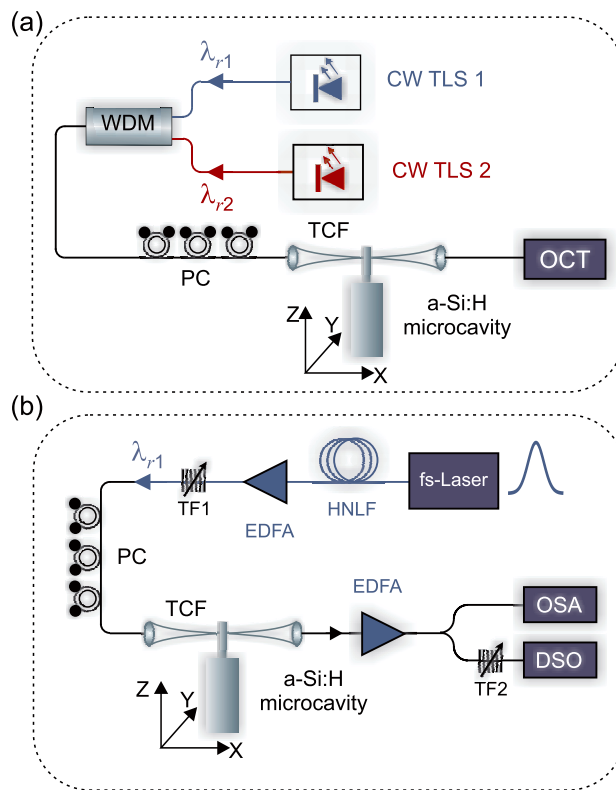 (a)
λr1
CW TLS 1
WDM
λr2
CW TLS 2
TCF
PC
OCT
a-Si:H
microcavity
Z
Y
X
(b)
λr1
fs-Laser
TF1
HNLF
EDFA
PC
EDFA
TCF
OSA
DSO
TF2
a-Si:H
microcavity
Z
Y
X